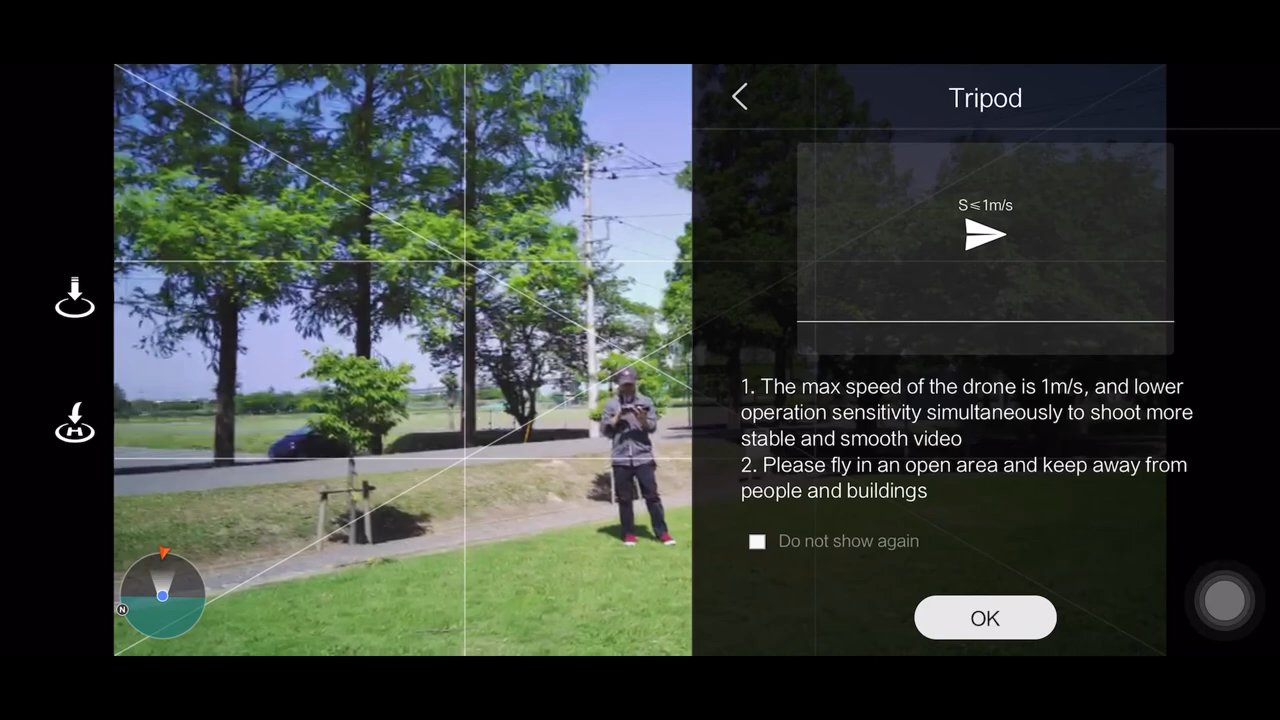 Tripod
S≤1m/s
1. The max speed of the drone is 1m/s, and lower
operation sensitivity simultaneously to shoot more
stable and smooth video
2. Please fly in an open area and keep away from
people and buildings
Do not show again
OK
H
N